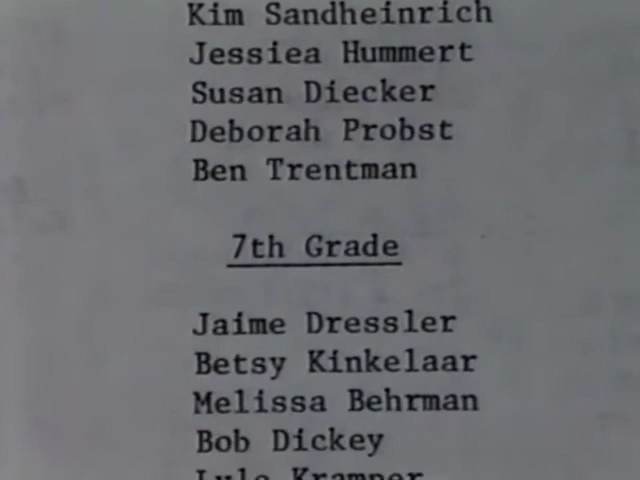 Kim Sandheinrich
Jessiea Hummert
Susan Diecker
Deborah Probst
Ben Trentman
7th Grade
Jaime Dressler
Betsy Kinkelaar
Melissa Behrman
Bob Dickey